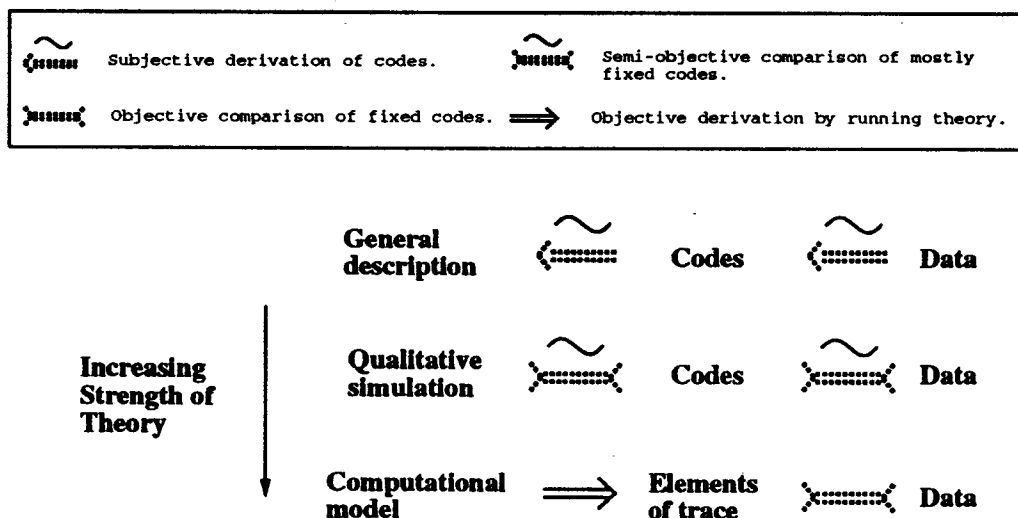 Subjective derivation of codes.
Semi-objective comparison of mostly
fixed codes.
Objective comparison of fixed codes.
Objective derivation by running theory.
General
description
Codes
Data
Increasing
Strength of
Theory
Qualitative
simulation
Codes
Data
Computational
model
Elements
of trace
Data